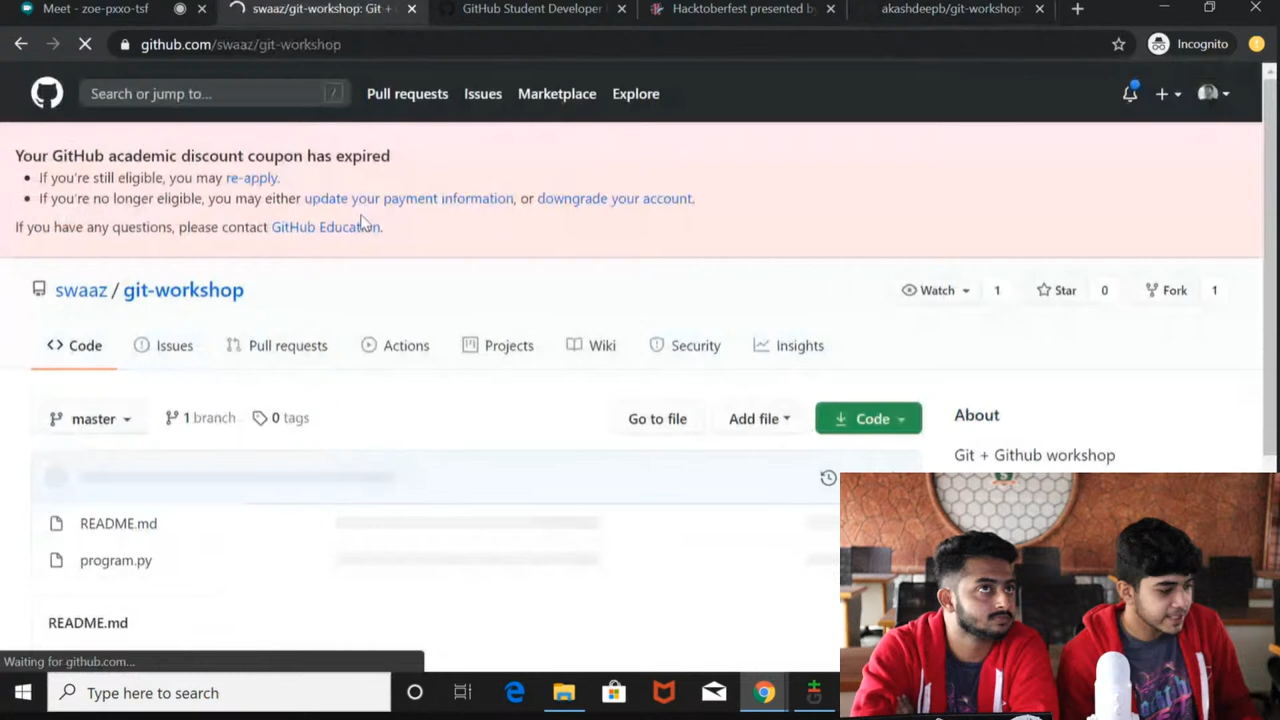 Meet - zoe-pxxo-tsf
swaaz/git-workshop: Git +
GitHub Student Developer
Hacktoberfest presented by
akashdeepb/git-workshop:
github.com/swaaz/git-workshop
Incognito
Search or jump to...
/
Pull requests
Issues
Marketplace
Explore
Your GitHub academic discount coupon has expired
• If you're still eligible, you may re-apply.
• If you're no longer eligible, you may either update your payment information, or downgrade your account.
If you have any questions, please contact GitHub Education.
swaaz / git-workshop
Watch 1
Star 0
Fork 1
Code
Issues
Pull requests
Actions
Projects
Wiki
Security
Insights
master
1 branch
0 tags
Go to file
Add file
Code
About
Git + Github workshop
README.md
program.py
README.md
Waiting for github.com...
Type here to search